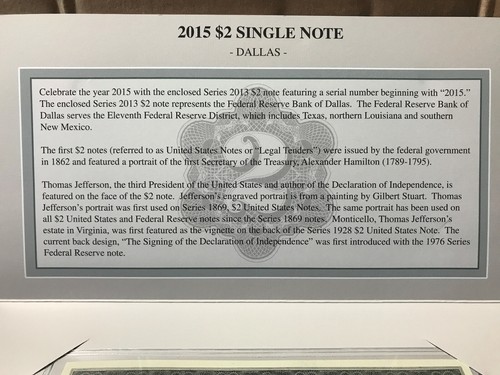 2015 $2 SINGLE NOTE
- DALLAS -
Celebrate the year 2015 with the enclosed Series 2013 $2 note featuring a serial number beginning with “2015.”
The enclosed Series 2013 $2 note represents the Federal Reserve Bank of Dallas.  The Federal Reserve Bank of
Dallas serves the Eleventh Federal Reserve District, which includes Texas, northern Louisiana and southern
New Mexico.
The first $2 notes (referred to as United States Notes or “Legal Tenders”) were issued by the federal government
in 1862 and featured a portrait of the first Secretary of the Treasury, Alexander Hamilton (1789-1795).
Thomas Jefferson, the third President of the United States and author of the Declaration of Independence, is
featured on the face of the $2 note.  Jefferson’s engraved portrait is from a painting by Gilbert Stuart.  Thomas
Jefferson’s portrait was first used on Series 1869, $2 United States Notes.  The same portrait has been used on
all $2 United States and Federal Reserve notes since the Series 1869 notes.  Monticello, Thomas Jefferson’s
estate in Virginia, was first featured as the vignette on the back of the Series 1928 $2 United States Note.  The
current back design, “The Signing of the Declaration of Independence” was first introduced with the 1976 Series
Federal Reserve note.